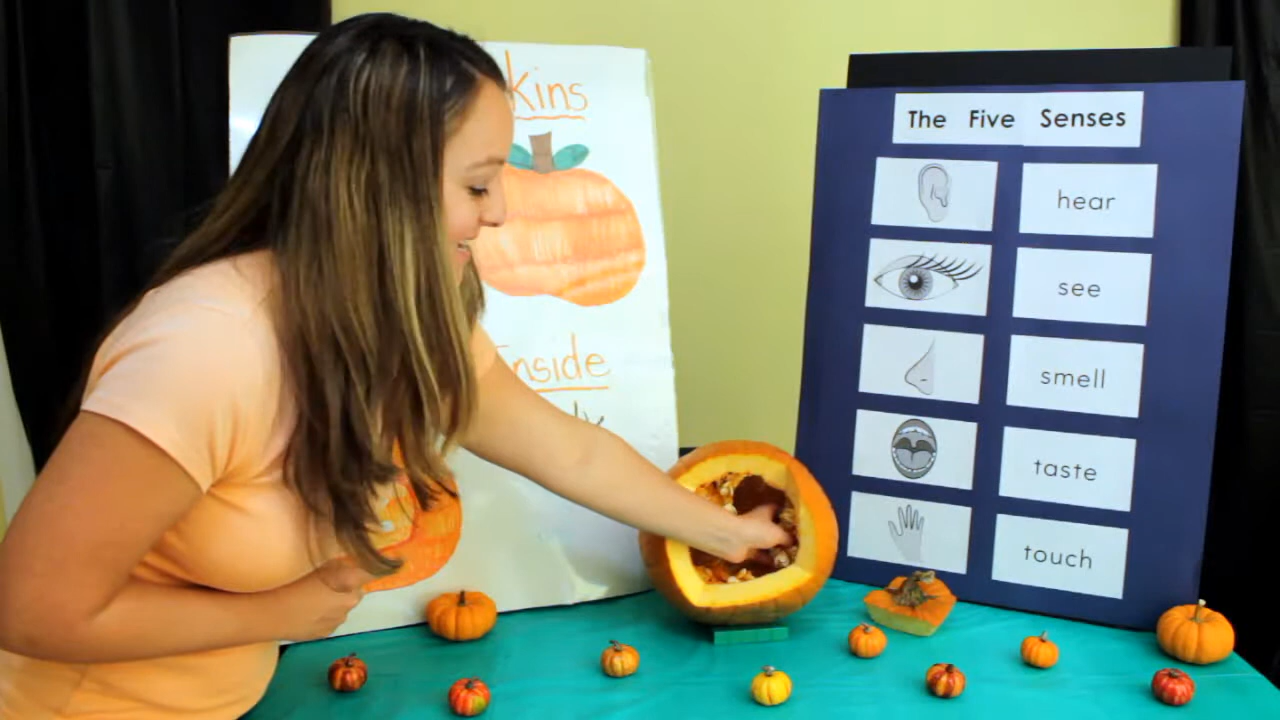 kins
Inside
The Five Senses
hear
see
smell
taste
touch